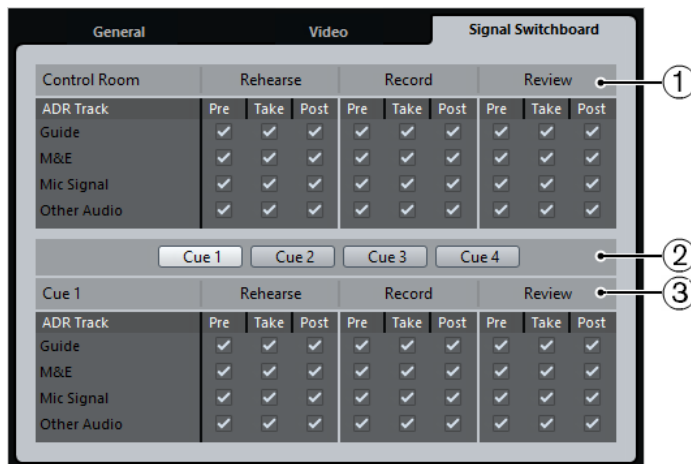 General Video Signal Switchboard
Control Room Rehearse Record Review 1
ADR Track Pre Take Post Pre Take Post Pre Take Post
Guide
M&E
Mic Signal
Other Audio
Cue 1 Cue 2 Cue 3 Cue 4 2
Cue 1 Rehearse Record Review 3
ADR Track Pre Take Post Pre Take Post Pre Take Post
Guide
M&E
Mic Signal
Other Audio